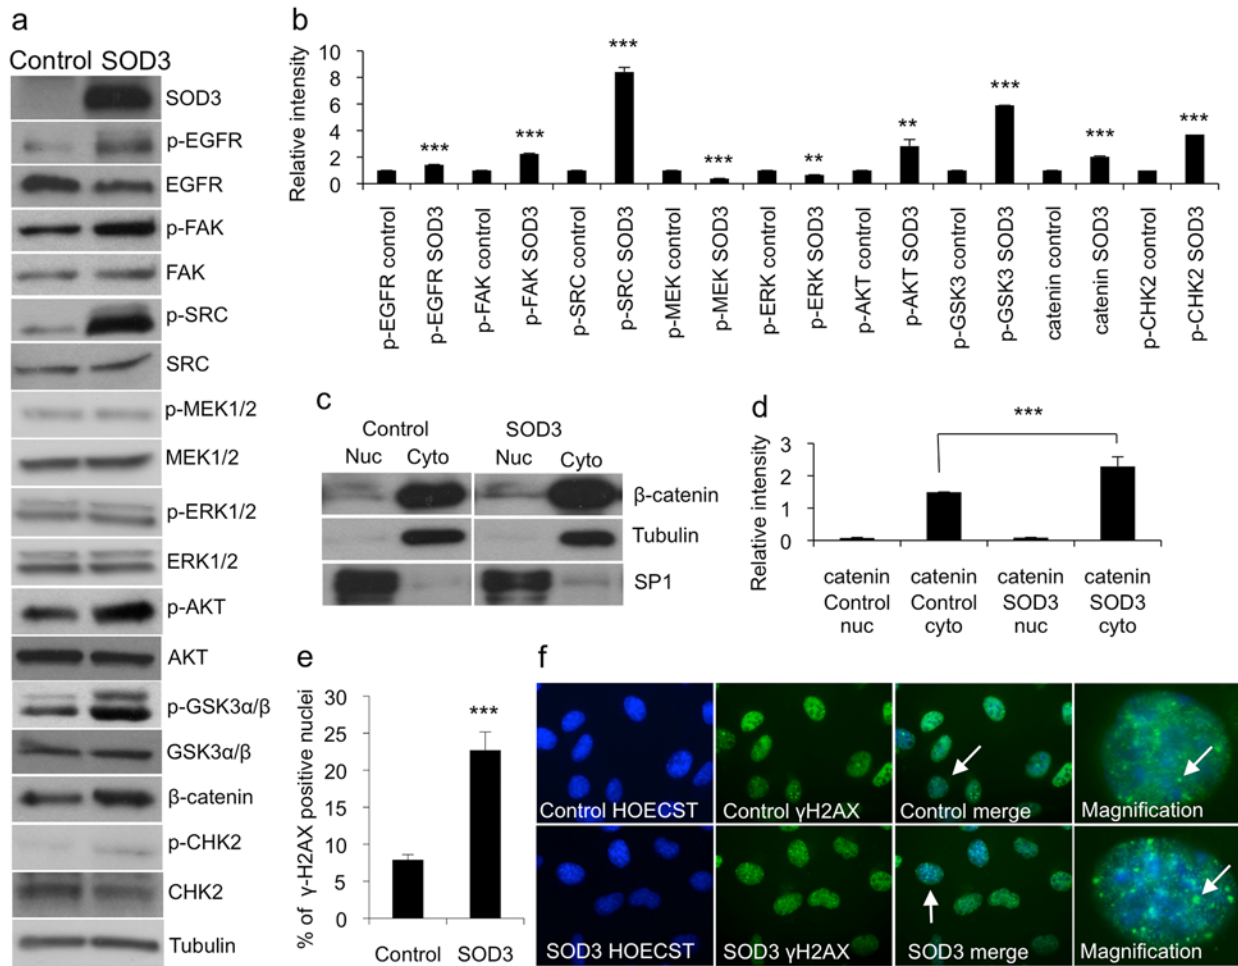 a
Control SOD3
SOD3
p-EGFR
EGFR
p-FAK
FAK
p-SRC
SRC
p-MEK1/2
MEK1/2
p-ERK1/2
ERK1/2
p-AKT
AKT
p-GSK3α/β
GSK3α/β
β-catenin
p-CHK2
CHK2
Tubulin
b
Relative intensity
10
8
6
4
2
0
***
***
***
***
**
**
***
***
***
p-EGFR control
p-EGFR SOD3
p-FAK control
p-FAK SOD3
p-SRC control
p-SRC SOD3
p-MEK control
p-MEK SOD3
p-ERK control
p-ERK SOD3
p-AKT control
p-AKT SOD3
p-GSK3 control
p-GSK3 SOD3
catenin control
catenin SOD3
p-CHK2 control
p-CHK2 SOD3
c
Control SOD3
Nuc Cyto Nuc Cyto
β-catenin
Tubulin
SP1
d
***
Relative intensity
3
2
1
0
catenin catenin catenin catenin
Control Control SOD3 SOD3
nuc cyto nuc cyto
e
% of γ-H2AX positive nuclei
30
25
20
15
10
5
0
***
Control SOD3
f
Control HOECST
Control γH2AX
Control merge
Magnification
SOD3 HOECST
SOD3 γH2AX
SOD3 merge
Magnification